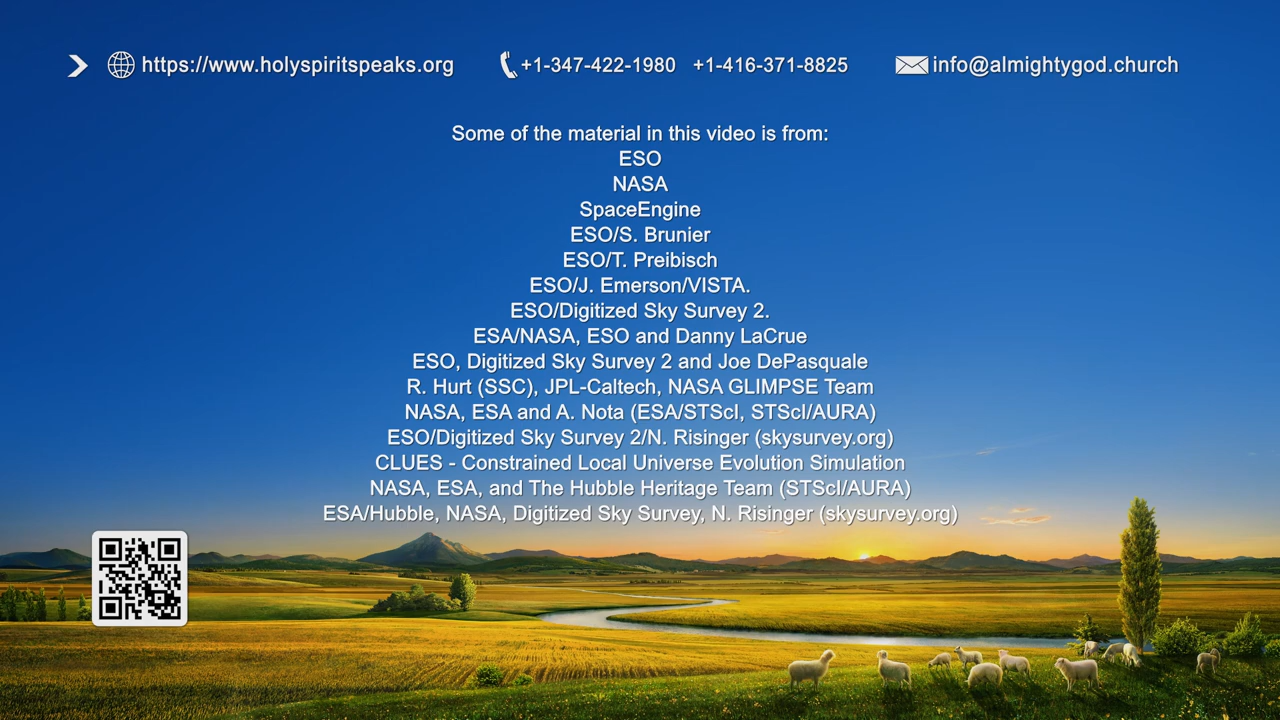 https://www.holyspiritspeaks.org +1-347-422-1980 +1-416-371-8825 info@almightygod.church
Some of the material in this video is from:
ESO
NASA
SpaceEngine
ESO/S. Brunier
ESO/T. Preibisch
ESO/J. Emerson/VISTA.
ESO/Digitized Sky Survey 2.
ESA/NASA, ESO and Danny LaCrue
ESO, Digitized Sky Survey 2 and Joe DePasquale
R. Hurt (SSC), JPL-Caltech, NASA GLIMPSE Team
NASA, ESA and A. Nota (ESA/STScI, STScI/AURA)
ESO/Digitized Sky Survey 2/N. Risinger (skysurvey.org)
CLUES - Constrained Local Universe Evolution Simulation
NASA, ESA, and The Hubble Heritage Team (STScI/AURA)
ESA/Hubble, NASA, Digitized Sky Survey, N. Risinger (skysurvey.org)